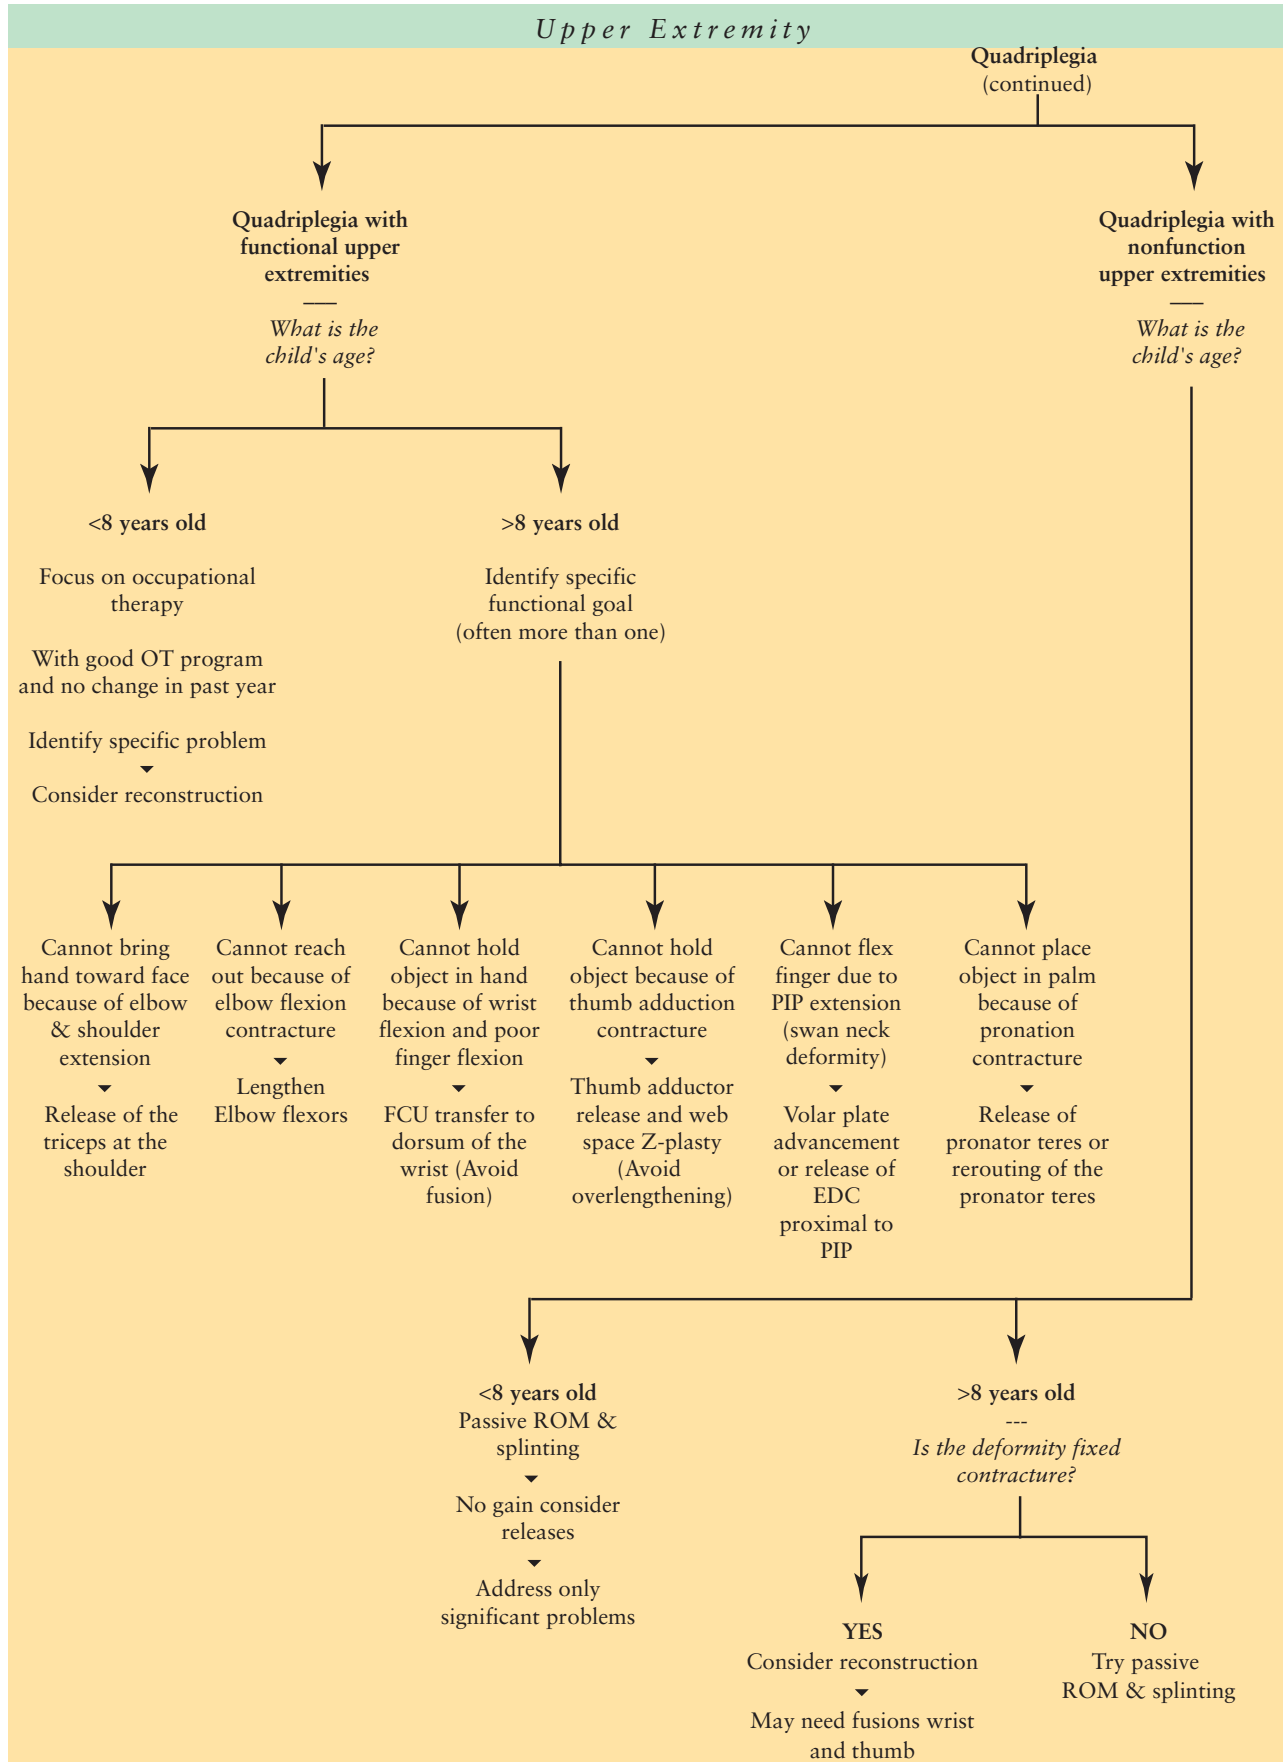 Upper Extremity
Quadriplegia
(continued)
Quadriplegia with
functional upper
extremities
What is the
child's age?
Quadriplegia with
nonfunction
upper extremities
What is the
child's age?
<8 years old
Focus on occupational
therapy
With good OT program
and no change in past year
Identify specific problem
Consider reconstruction
>8 years old
Identify specific
functional goal
(often more than one)
Cannot bring
hand toward face
because of elbow
& shoulder
extension
Release of the
triceps at the
shoulder
Cannot reach
out because of
elbow flexion
contracture
Lengthen
Elbow flexors
Cannot hold
object in hand
because of wrist
flexion and poor
finger flexion
FCU transfer to
dorsum of the
wrist (Avoid
fusion)
Cannot hold
object because of
thumb adduction
contracture
Thumb adductor
release and web
space Z-plasty
(Avoid
overlengthening)
Cannot flex
finger due to
PIP extension
(swan neck
deformity)
Volar plate
advancement
or release of
EDC
proximal to
PIP
Cannot place
object in palm
because of
pronation
contracture
Release of
pronator teres or
rerouting of the
pronator teres
<8 years old
Passive ROM &
splinting
No gain consider
releases
Address only
significant problems
>8 years old
---
Is the deformity fixed
contracture?
YES
Consider reconstruction
May need fusions wrist
and thumb
NO
Try passive
ROM & splinting